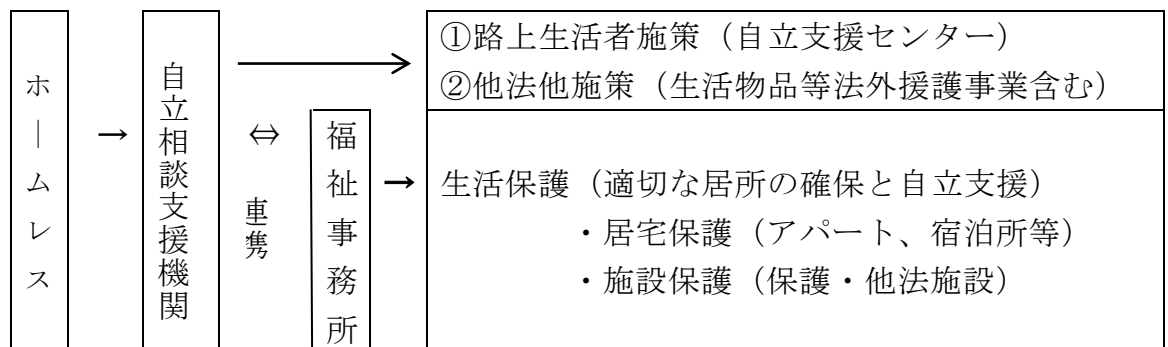 ホームレス
→
自立相談支援機関
⇔
連携
福祉事務所
→
①路上生活者施策（自立支援センター）
②他法他施策（生活物品等法外援護事業含む）
生活保護（適切な居所の確保と自立支援）
・居宅保護（アパート、宿泊所等）
・施設保護（保護・他法施設）